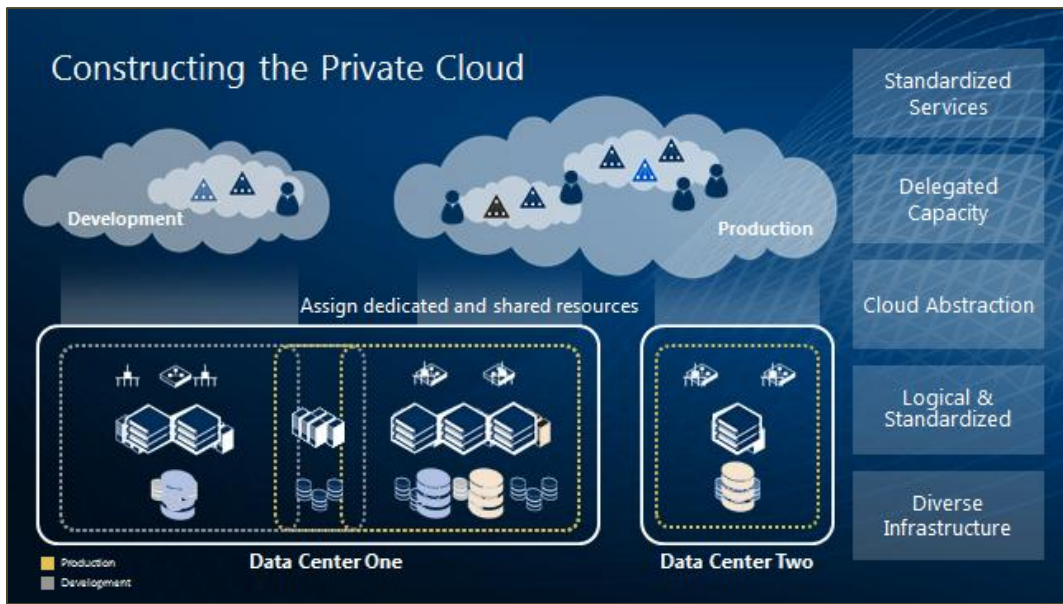 Constructing the Private Cloud
Standardized
Services
Development
Production
Delegated
Capacity
Assign dedicated and shared resources
Cloud Abstraction
Logical &
Standardized
Diverse
Infrastructure
Data Center One
Data Center Two
Production
Development